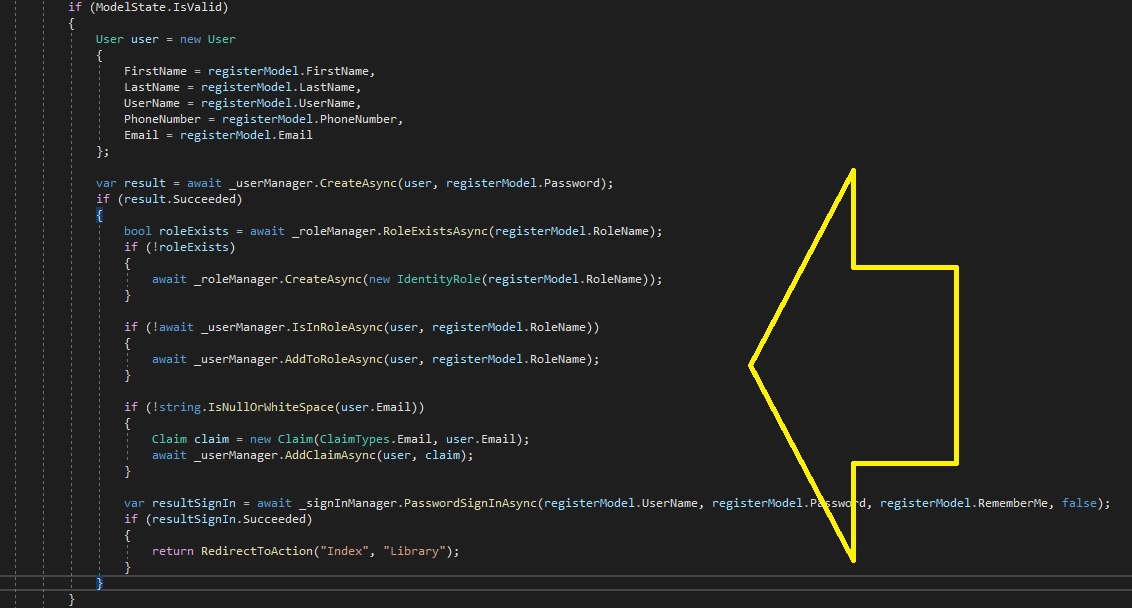 if (ModelState.IsValid)
{
User user = new User
{
FirstName = registerModel.FirstName,
LastName = registerModel.LastName,
UserName = registerModel.UserName,
PhoneNumber = registerModel.PhoneNumber,
Email = registerModel.Email
};
var result = await _userManager.CreateAsync(user, registerModel.Password);
if (result.Succeeded)
{
bool roleExists = await _roleManager.RoleExistsAsync(registerModel.RoleName);
if (!roleExists)
{
await _roleManager.CreateAsync(new IdentityRole(registerModel.RoleName));
}
if (!await _userManager.IsInRoleAsync(user, registerModel.RoleName))
{
await _userManager.AddToRoleAsync(user, registerModel.RoleName);
}
if (!string.IsNullOrWhiteSpace(user.Email))
{
Claim claim = new Claim(ClaimTypes.Email, user.Email);
await _userManager.AddClaimAsync(user, claim);
}
var resultSignIn = await _signInManager.PasswordSignInAsync(registerModel.UserName, registerModel.Password, registerModel.RememberMe, false);
if (resultSignIn.Succeeded)
{
return RedirectToAction("Index", "Library");
}
}
}